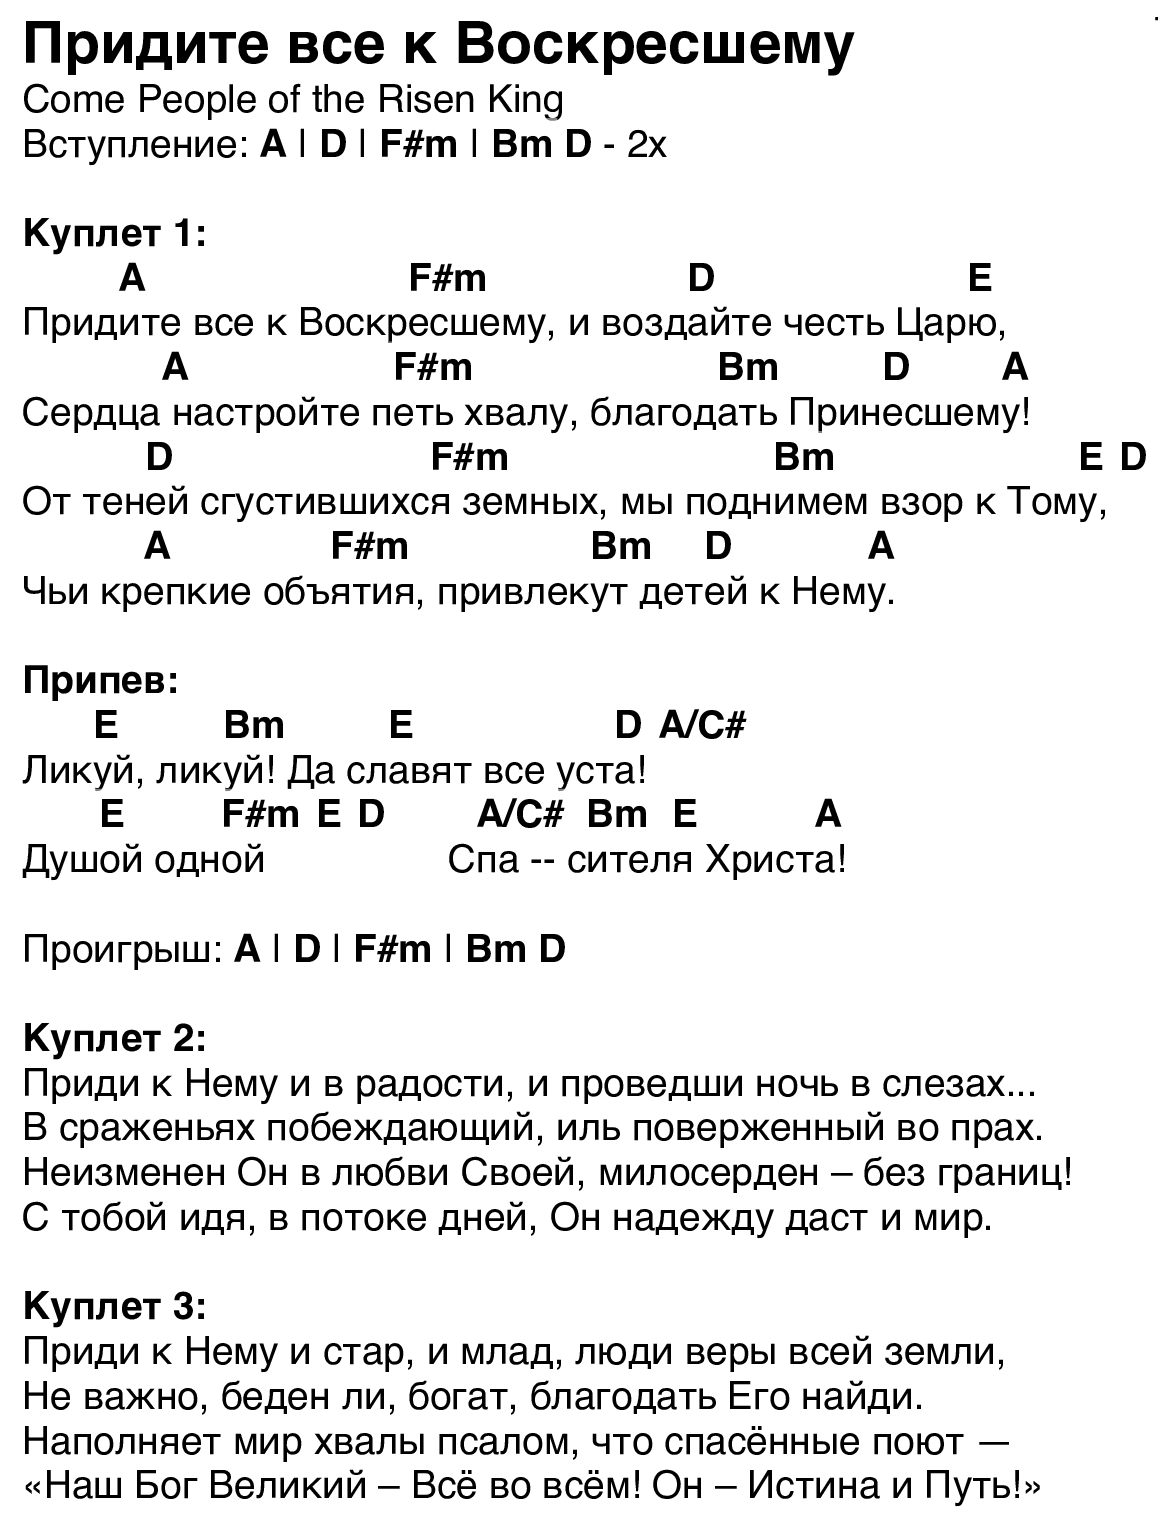 Придите все к Воскресшему
Come People of the Risen King
Вступление: A | D | F#m | Bm D - 2x
Куплет 1:
A F#m D E
Придите все к Воскресшему, и воздайте честь Царю,
A F#m Bm D A
Сердца настройте петь хвалу, благодать Принесшему!
D F#m Bm E D
От теней сгустившихся земных, мы поднимем взор к Тому,
A F#m Bm D A
Чьи крепкие объятия, привлекут детей к Нему.
Припев:
E Bm E D A/C#
Ликуй, ликуй! Да славят все уста!
E F#m E D A/C# Bm E A
Душой одной Спа -- сителя Христа!
Проигрыш: A | D | F#m | Bm D
Куплет 2:
Приди к Нему и в радости, и проведши ночь в слезах...
В сраженьях побеждающий, иль поверженный во прах.
Неизменен Он в любви Своей, милосерден – без границ!
С тобой идя, в потоке дней, Он надежду даст и мир.
Куплет 3:
Приди к Нему и стар, и млад, люди веры всей земли,
Не важно, беден ли, богат, благодать Его найди.
Наполняет мир хвалы псалом, что спасённые поют —
«Наш Бог Великий – Всё во всём! Он – Истина и Путь!»